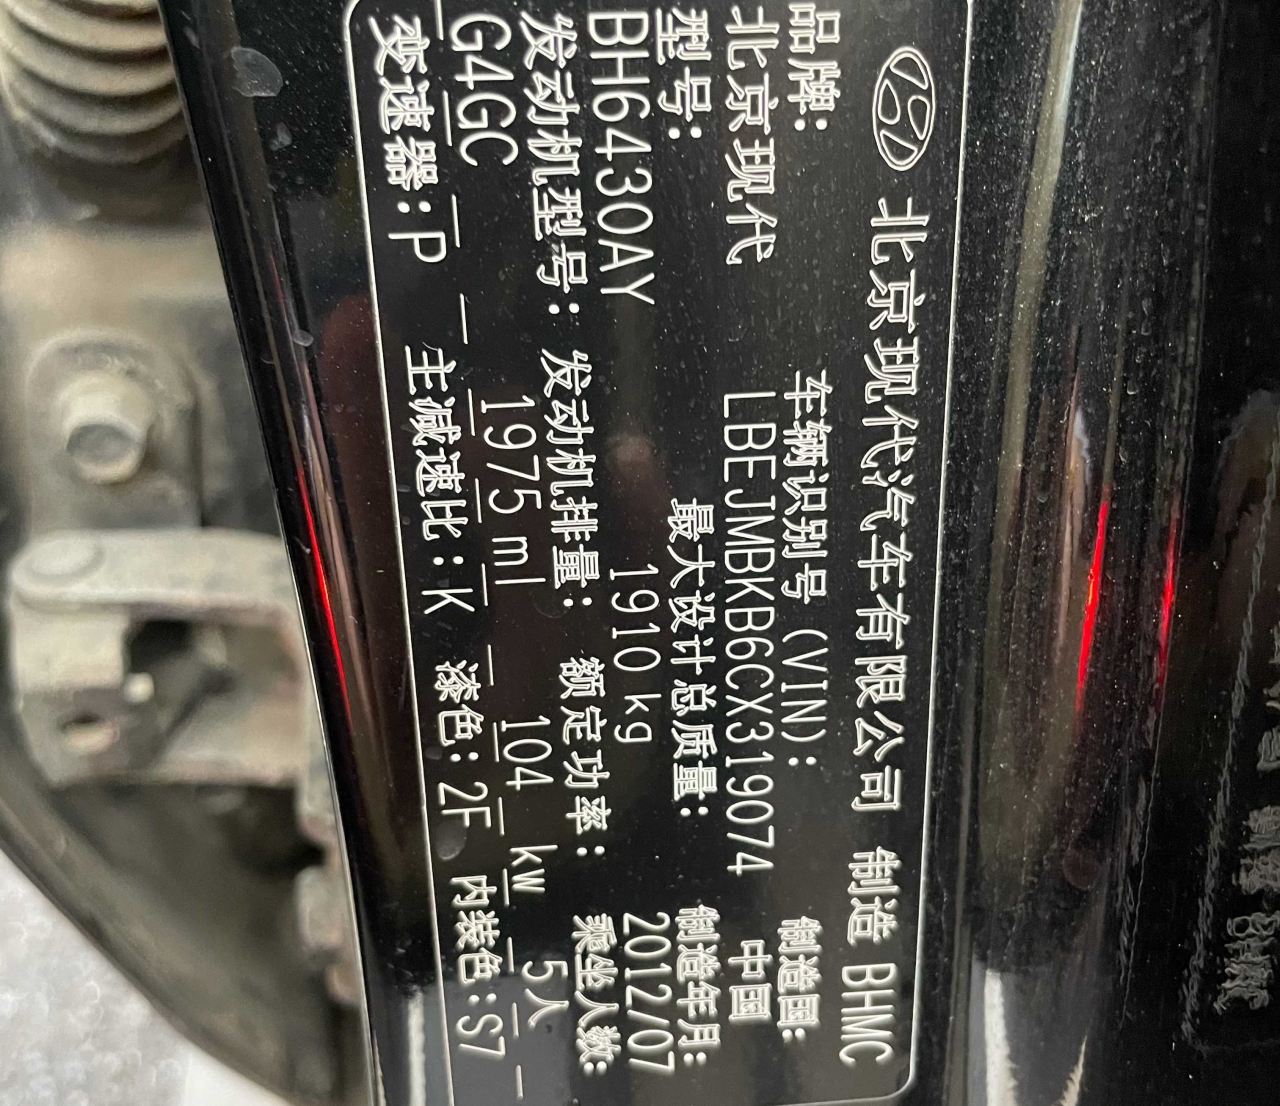 北京现代汽车有限公司 制造 BHMC
品牌: 车辆识别号(VIN): 制造国:
北京现代 LBEJMBKB6CX319074 中国
型号: 最大设计总质量: 制造年月:
BH6430AY 1910kg 2012/07
发动机型号: 发动机排量: 额定功率: 乘坐人数:
G4GC 1975ml 104 kW 5人
变速器:P 主减速比:K 漆色:2F 内装色:S7